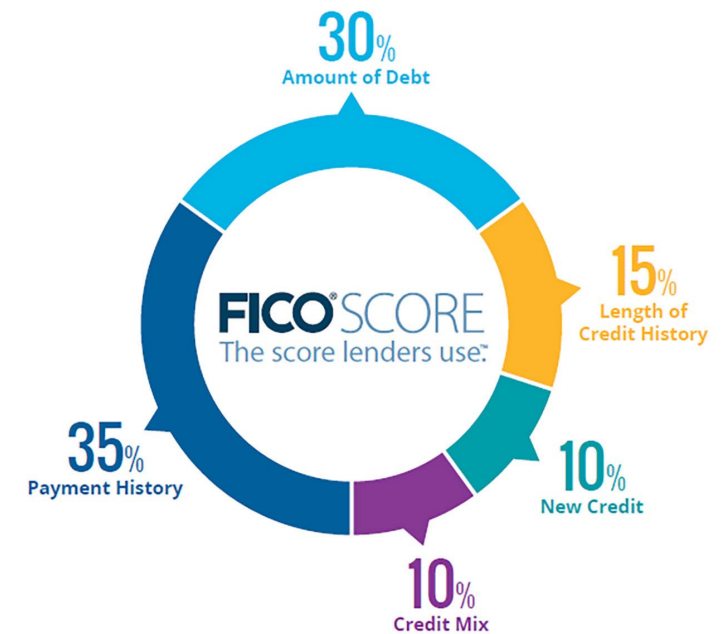 30%
Amount of Debt
15%
Length of
Credit History
FICO® SCORE
The score lenders use.™
35%
Payment History
10%
New Credit
10%
Credit Mix